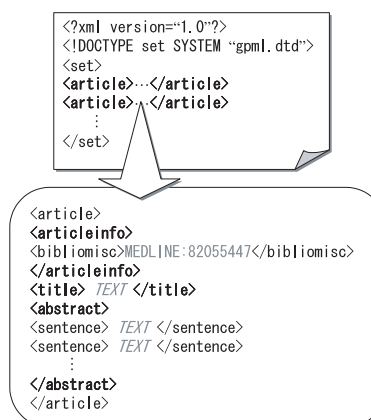 <?xml version=“1.0”?>
<!DOCTYPE set SYSTEM “gpml.dtd”>
<set>
<article>…</article>
<article>…</article>
⋮
</set>
<article>
<articleinfo>
<bibliomisc>MEDLINE:82055447</bibliomisc>
</articleinfo>
<title> TEXT </title>
<abstract>
<sentence> TEXT </sentence>
<sentence> TEXT </sentence>
⋮
</abstract>
</article>